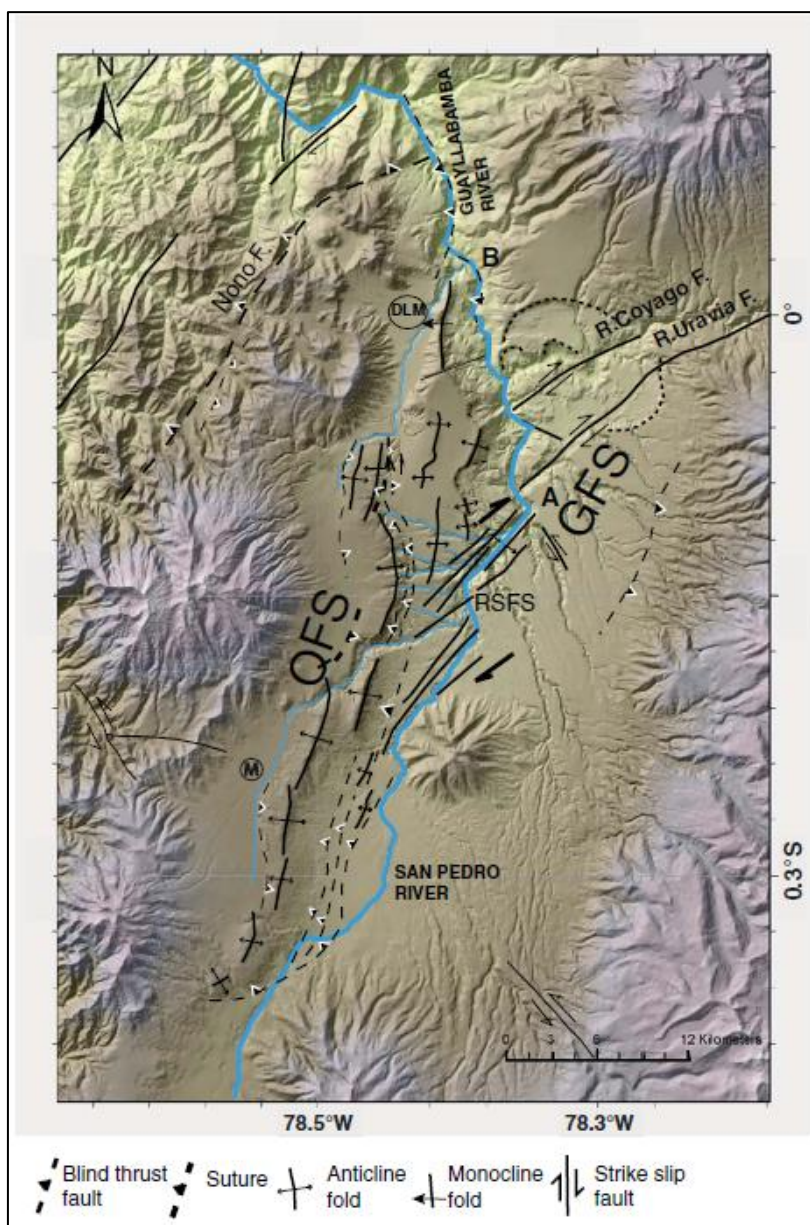 N
GUAYLLABAMBA
RIVER
B
Nono F.
DLM
R.Coyago F.
R.Uravia F.
0°
A
GFS
QFS
RSFS
M
SAN PEDRO
RIVER
0.3°S
0 3 6 12 Kilometers
78.5°W
78.3°W
Blind thrust
fault
Suture
Anticline
fold
Monocline
fold
Strike slip
fault